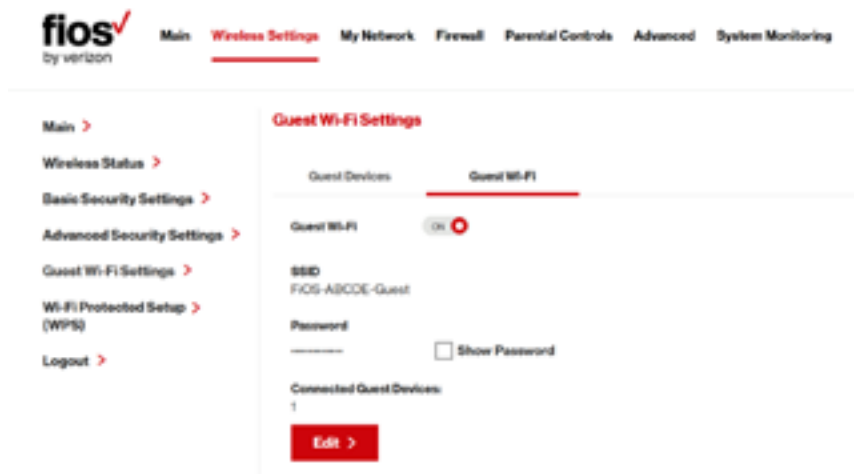 fios
by verizon
Main Wireless Settings My Network Firewall Parental Controls Advanced System Monitoring
Main >
Wireless Status >
Basic Security Settings >
Advanced Security Settings >
Guest Wi-Fi Settings >
Wi-Fi Protected Setup >
(WPS)
Logout >
Guest Wi-Fi Settings
Guest Devices Guest Wi-Fi
Guest Wi-Fi ON
SSID
FiOS-ABCDE-Guest
Password
Show Password
Connected Guest Devices:
1
Edit >